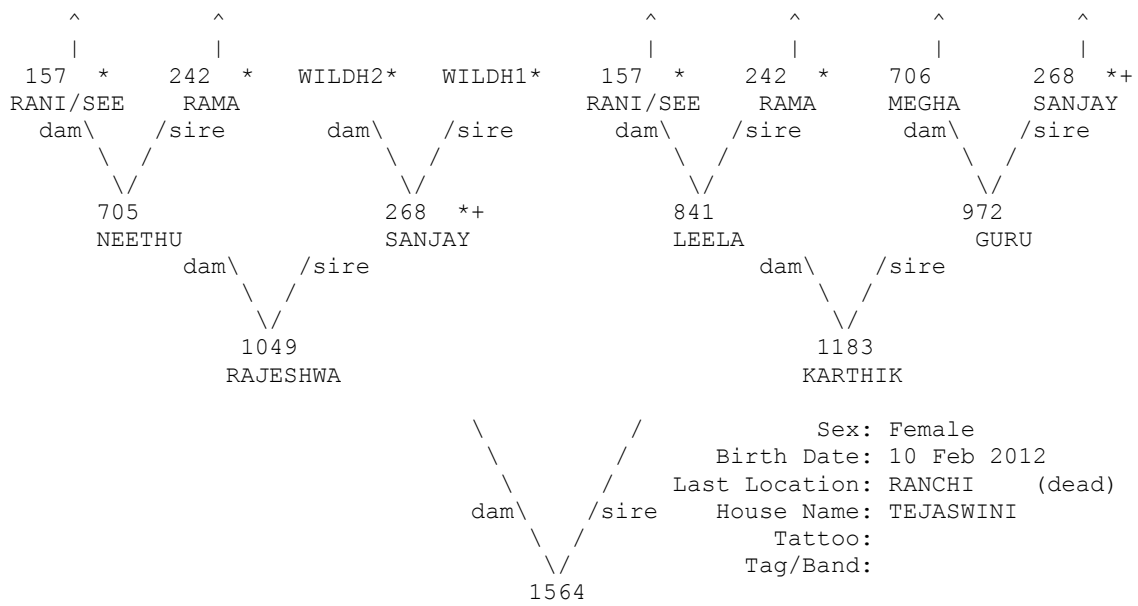 ^ ^ ^ ^ ^ ^
| | | | | |
157 * 242 * WILDH2* WILDH1* 157 * 242 * 706 268 *+
RANI/SEE RAMA RANI/SEE RAMA MEGHA SANJAY
dam\ /sire dam\ /sire dam\ /sire dam\ /sire
\ / \ / \ / \ /
\/ \/ \/ \/
705 268 *+ 841 972
NEETHU SANJAY LEELA GURU
dam\ /sire dam\ /sire
\ / \ /
\/ \/
1049 1183
RAJESHWA KARTHIK
\ / Sex: Female
\ / Birth Date: 10 Feb 2012
\ / Last Location: RANCHI (dead)
dam\ /sire House Name: TEJASWINI
\ / Tattoo:
\/ Tag/Band:
1564